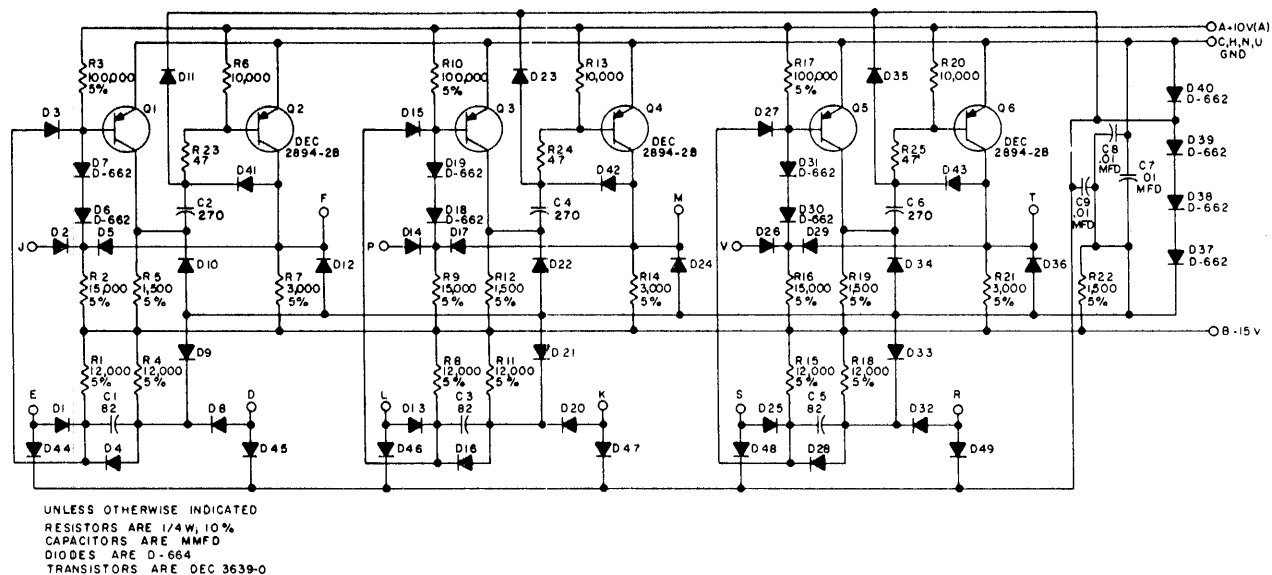 A+10V(A)
C,H,N,U
GND
R3
100,000
5%
D11
R6
10,000
R10
100,000
5%
D23
R13
10,000
R17
100,000
5%
D35
R20
10,000
D3
Q1
Q2
D15
Q3
Q4
D27
Q5
Q6
D40
D-662
DEC
2894-2B
DEC
2894-2B
DEC
2894-2B
R23
47
R24
47
R25
47
D7
D-662
D41
D19
D-662
D42
D31
D-662
D43
C8
.01
MFD
C7
.01
MFD
D39
D-662
D6
D-662
C2
270
F
D18
D-662
C4
270
M
D30
D-662
C6
270
T
C9
.01
MFD
D38
D-662
J
D2
D5
P
D14
D17
V
D26
D29
D37
D-662
D10
D12
D22
D24
D34
D36
R2
15,000
5%
R5
1,500
5%
R7
3,000
5%
R9
15,000
5%
R12
1,500
5%
R14
3,000
5%
R16
15,000
5%
R19
1,500
5%
R21
3,000
5%
R22
1,500
5%
B-15V
R1
12,000
5%
R4
12,000
5%
D9
R8
12,000
5%
R11
12,000
5%
D21
R15
12,000
5%
R18
12,000
5%
D33
E
D1
C1
82
D8
D
L
D13
C3
82
D20
K
S
D25
C5
82
D32
R
D44
D4
D45
D46
D16
D47
D48
D28
D49
UNLESS OTHERWISE INDICATED
RESISTORS ARE 1/4W, 10%
CAPACITORS ARE MMFD
DIODES ARE D-664
TRANSISTORS ARE DEC 3639-0